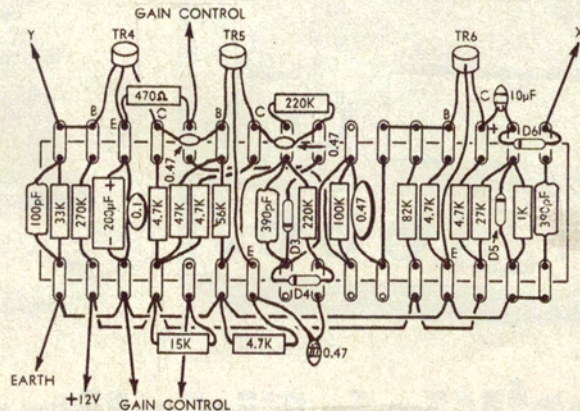 GAIN CONTROL
Y
TR4
TR5
TR6
X
470Ω
220K
C
10µF
+
B
E
C
B
C
B
D6
0.47
0.47
100pF
33K
270K
+
200µF
-
0.1
4.7K
47K
4.7K
56K
390pF
D3
220K
100K
0.47
82K
4.7K
4.7K
27K
D5
1K
390pF
E
E
D4
15K
4.7K
0.47
EARTH
+12V
GAIN CONTROL